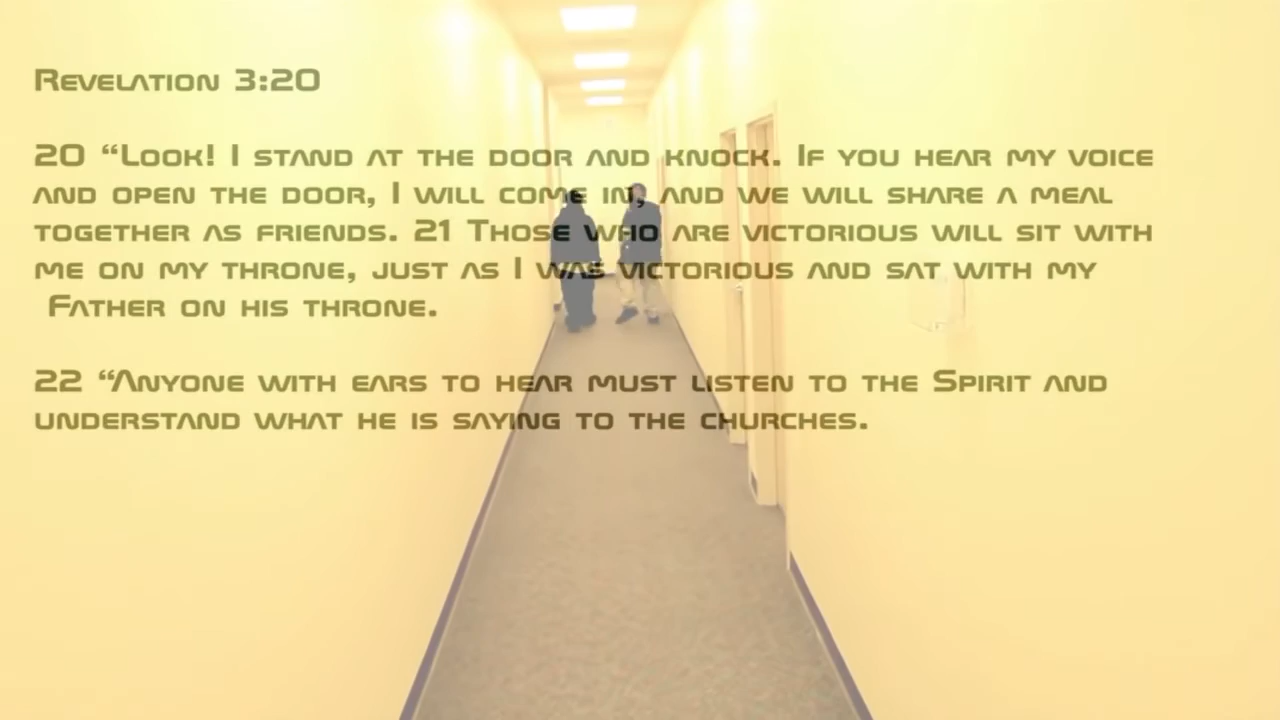 Revelation 3:20
20 “Look! I stand at the door and knock. If you hear my voice
and open the door, I will come in, and we will share a meal
together as friends. 21 Those who are victorious will sit with
me on my throne, just as I was victorious and sat with my
Father on his throne.
22 “Anyone with ears to hear must listen to the Spirit and
understand what he is saying to the churches.